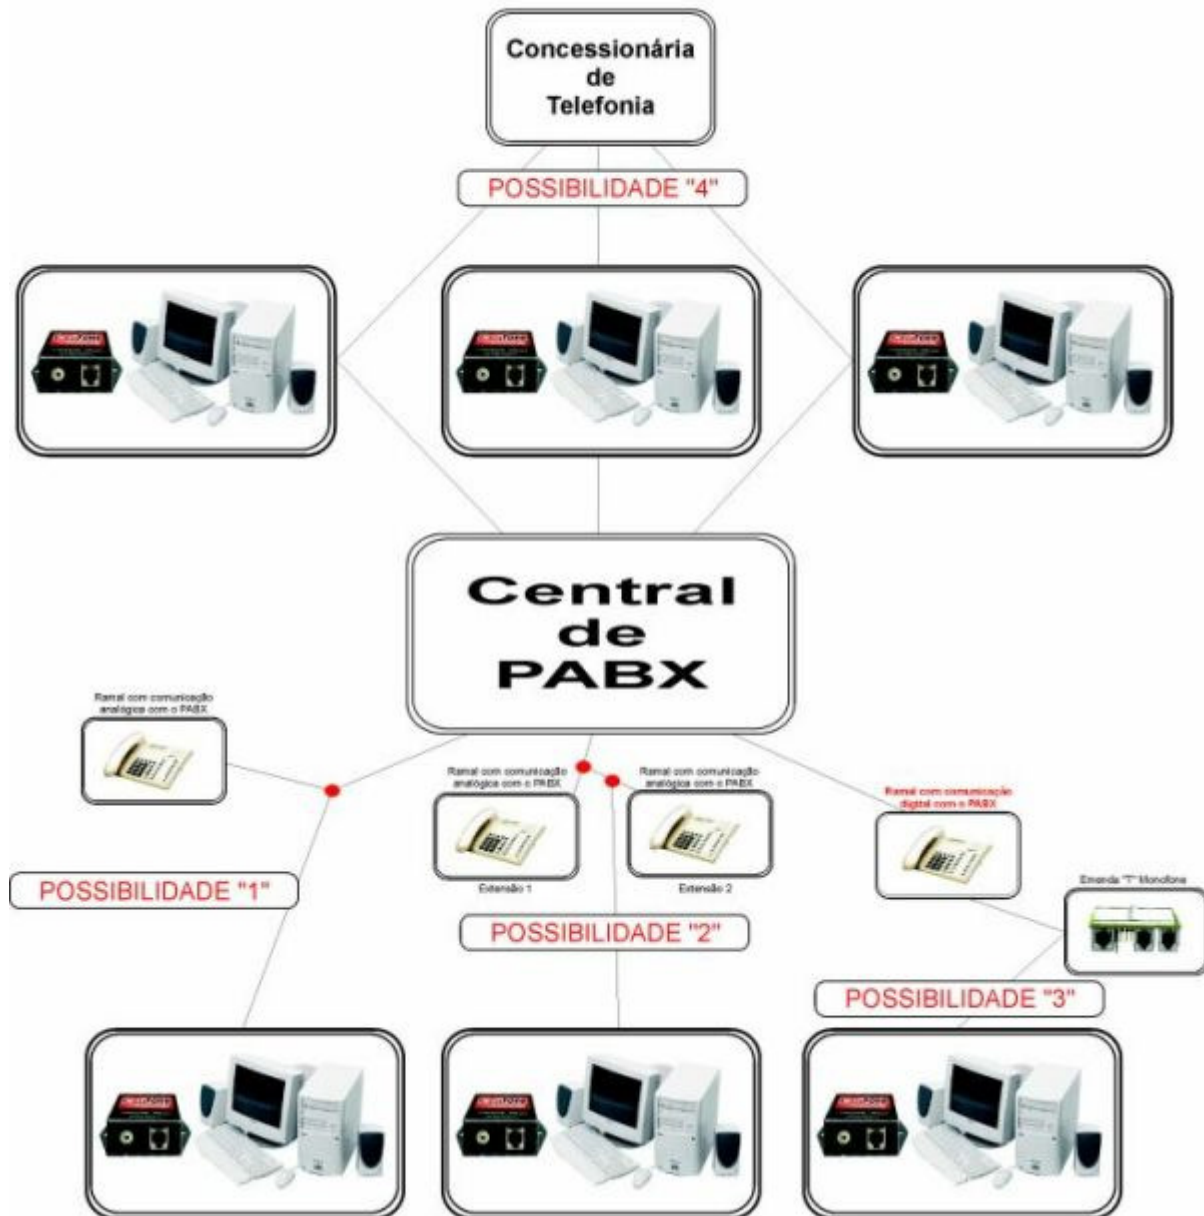 Concessionária
de
Telefonia
POSSIBILIDADE "4"
Central
de
PABX
Ramal com comunicação
analógica com o PABX
Ramal com comunicação
analógica com o PABX
Extensão 1
Ramal com comunicação
analógica com o PABX
Extensão 2
Ramal com comunicação
digital com o PABX
Emenda "T" Monofone
POSSIBILIDADE "1"
POSSIBILIDADE "2"
POSSIBILIDADE "3"